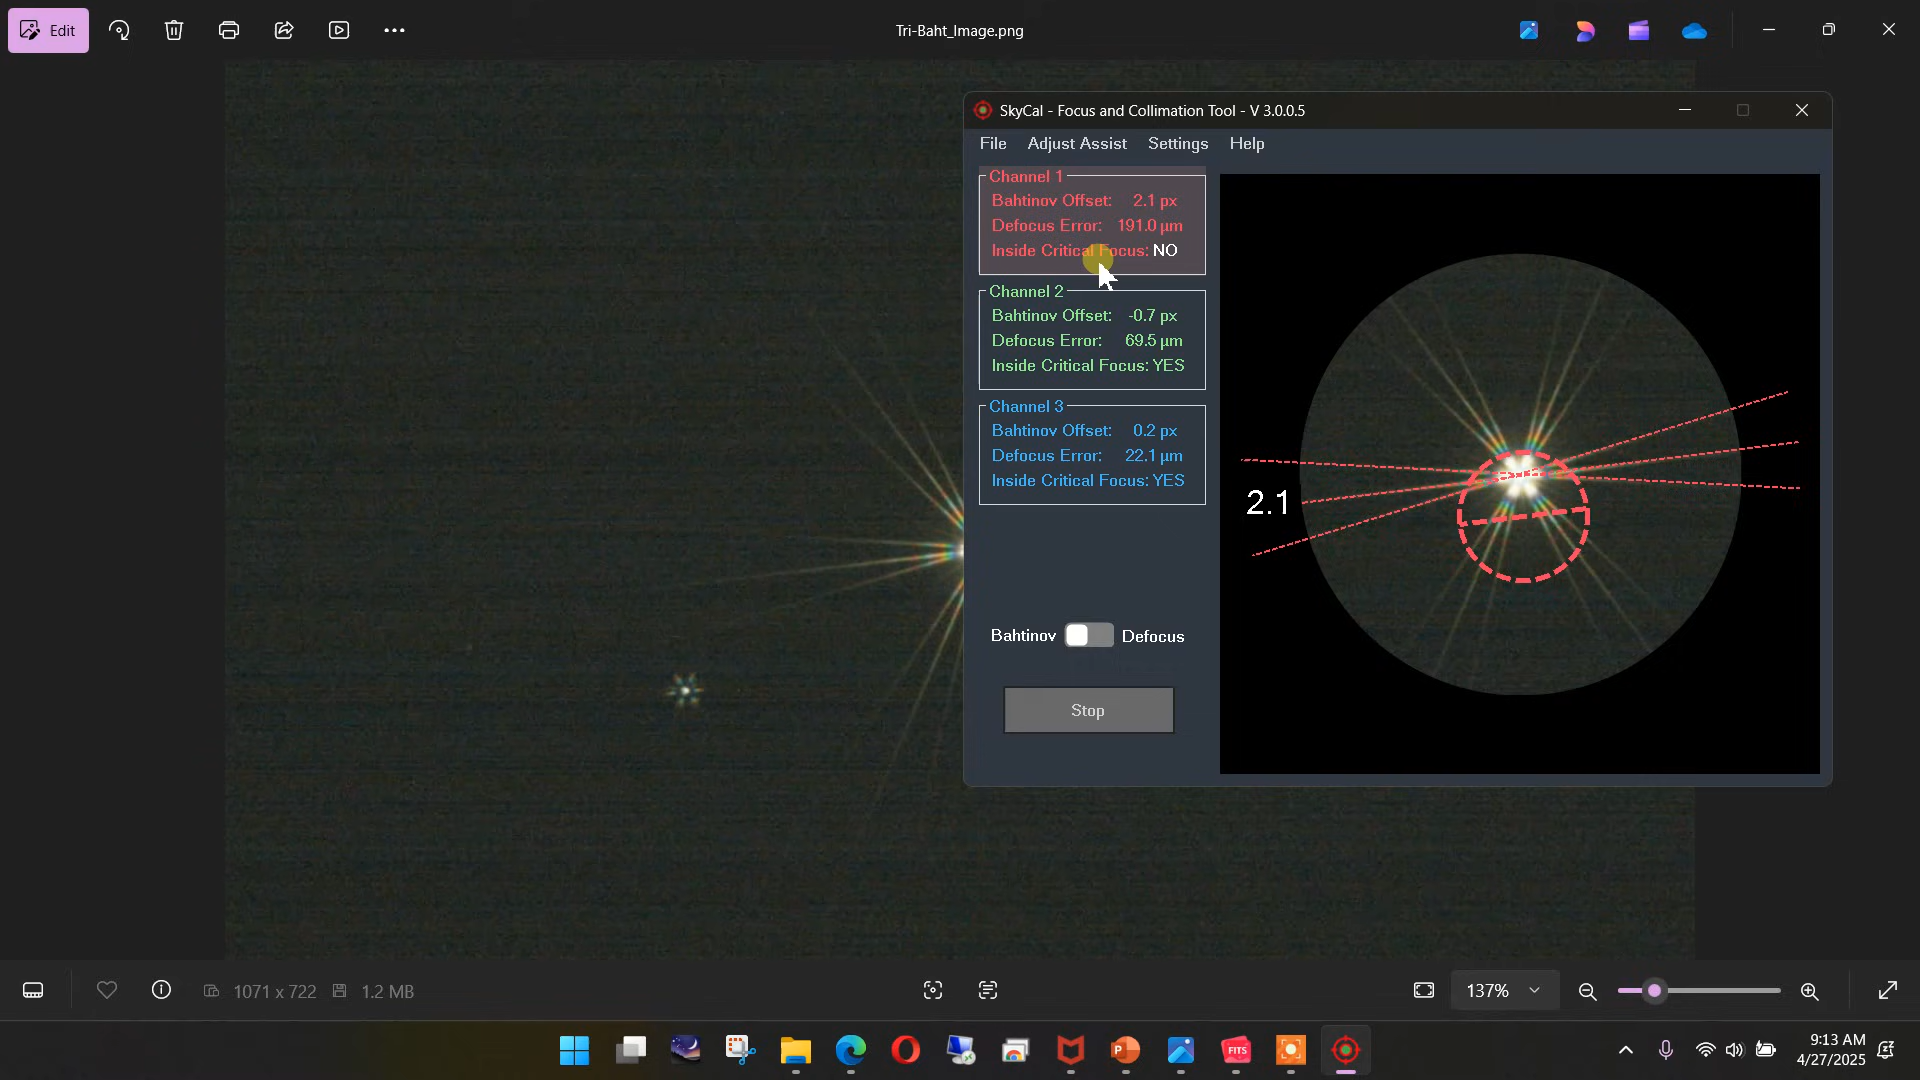 Edit
Tri-Baht_Image.png
SkyCal - Focus and Collimation Tool - V 3.0.0.5
File Adjust Assist Settings Help
Channel 1
Bahtinov Offset: 2.1 px
Defocus Error: 191.0 µm
Inside Critical Focus: NO
Channel 2
Bahtinov Offset: -0.7 px
Defocus Error: 69.5 µm
Inside Critical Focus: YES
Channel 3
Bahtinov Offset: 0.2 px
Defocus Error: 22.1 µm
Inside Critical Focus: YES
2.1
Bahtinov Defocus
Stop
1071 x 722 1.2 MB
137%
FITS
9:13 AM
4/27/2025